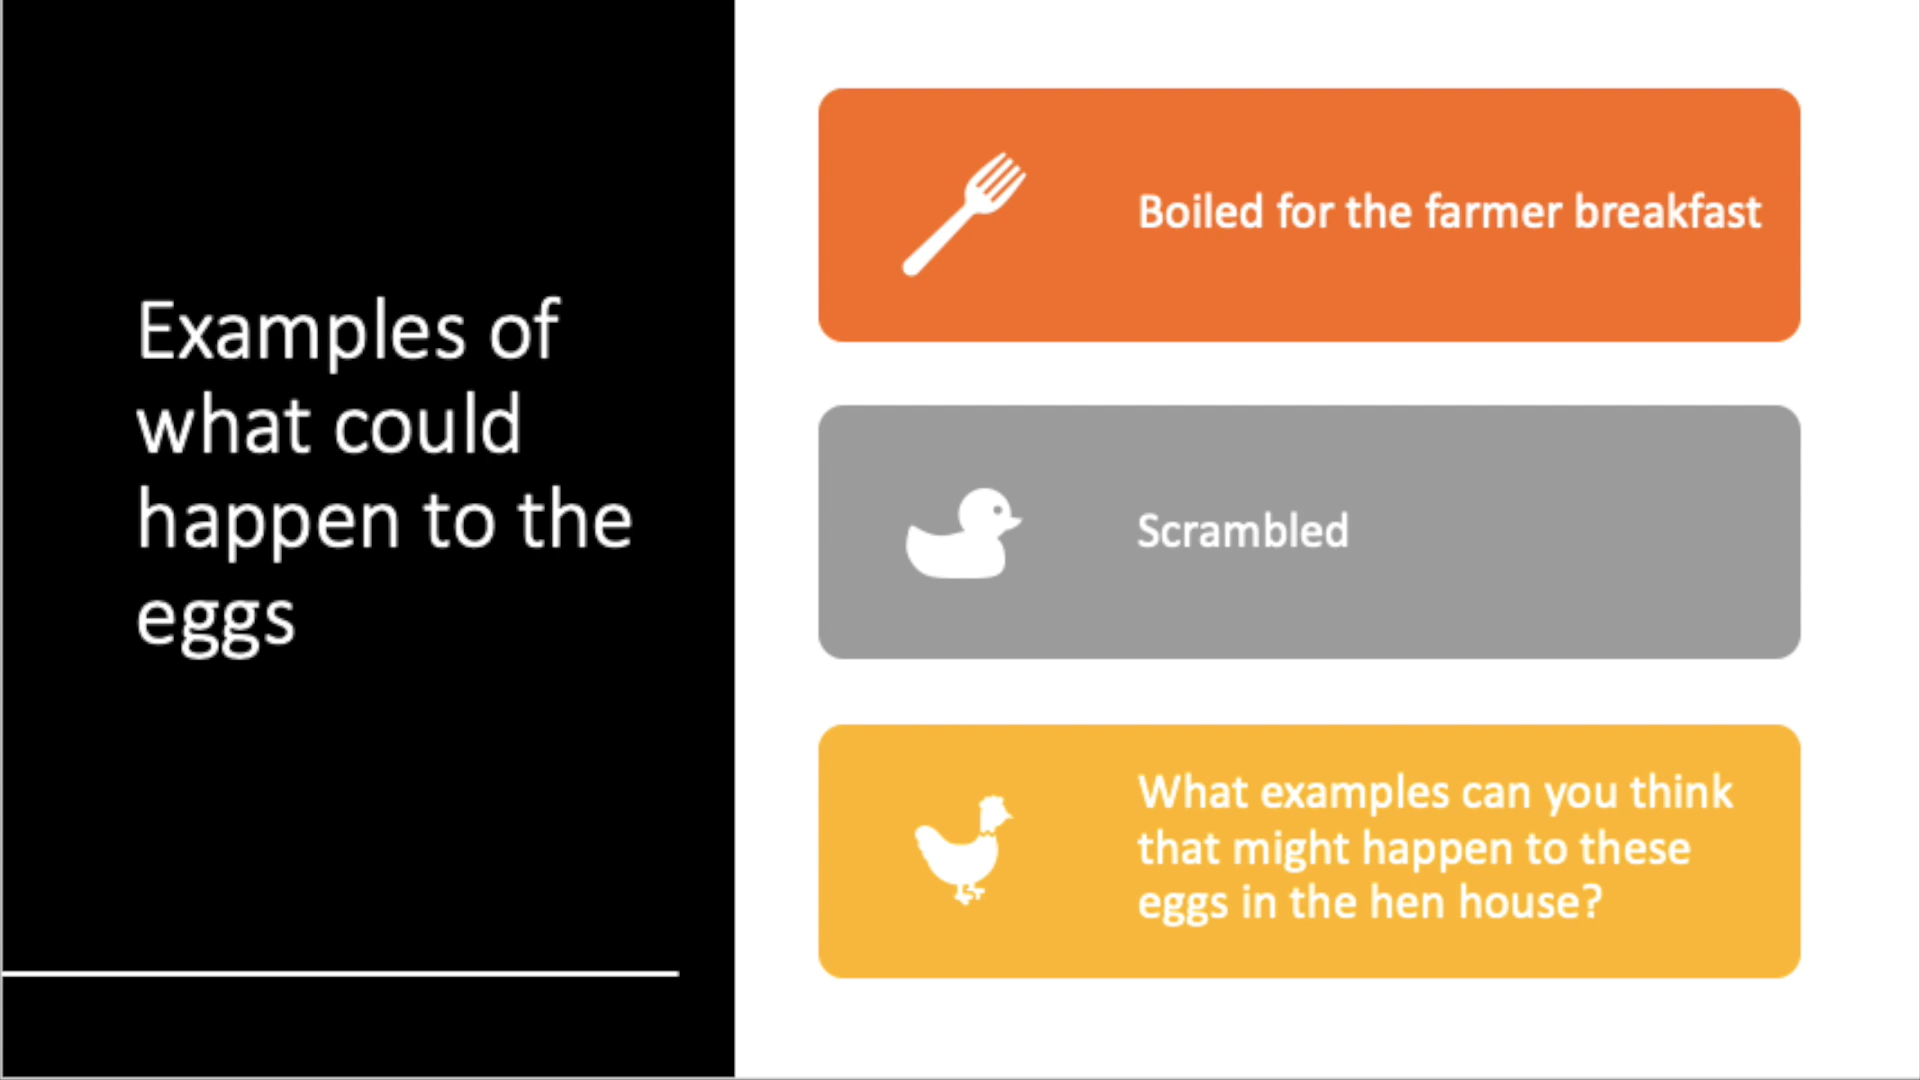 Examples of
what could
happen to the
eggs
Boiled for the farmer breakfast
Scrambled
What examples can you think
that might happen to these
eggs in the hen house?